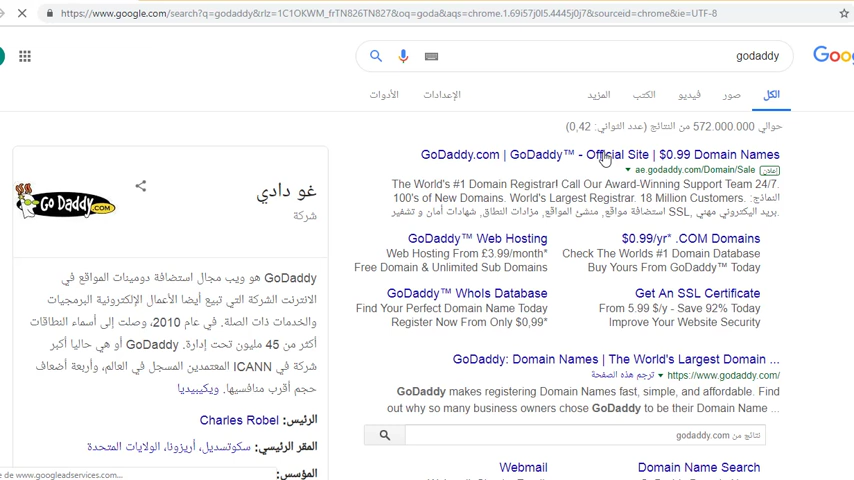 https://www.google.com/search?q=godaddy&rlz=1C1OKWM_frTN826TN827&oq=goda&aqs=chrome.1.69i57j0l5.4445j0j7&sourceid=chrome&ie=UTF-8
godaddy
الكل
صور
فيديو
الكتب
المزيد
الإعدادات
الأدوات
حوالي 572.000.000 من النتائج (عدد الثواني: 0,42)
GoDaddy.com | GoDaddy™ - Official Site | $0.99 Domain Names
إعلان ae.godaddy.com/Domain/Sale
The World's #1 Domain Registrar! Call Our Award-Winning Support Team 24/7.
100's of New Domains. World's Largest Registrar. 18 Million Customers. النماذج:
بريد اليكتروني مهني, SSL استضافة مواقع, منشئ المواقع, مزادات النطاق, شهادات أمان و تشفير
$0.99/yr* .COM Domains
Check The Worlds #1 Domain Database
Buy Yours From GoDaddy™ Today
GoDaddy™ Web Hosting
Web Hosting From £3.99/month*
Free Domain & Unlimited Sub Domains
Get An SSL Certificate
From 5.99 $/y - Save 92% Today
Improve Your Website Security
GoDaddy™ WhoIs Database
Find Your Perfect Domain Name Today
Register Now From Only $0,99*
GoDaddy: Domain Names | The World's Largest Domain ...
https://www.godaddy.com/ ترجم هذه الصفحة
GoDaddy makes registering Domain Names fast, simple, and affordable. Find
out why so many business owners chose GoDaddy to be their Domain Name ...
نتائج من godaddy.com
Domain Name Search
Webmail
غو دادي
شركة
Go Daddy .COM
GoDaddy هو ويب مجال استضافة دومينات المواقع في
الانترنت الشركة التي تبيع أيضا الأعمال الإلكترونية البرمجيات
والخدمات ذات الصلة. في عام 2010، وصلت إلى أسماء النطاقات
أكثر من 45 مليون تحت إدارة. GoDaddy أو هي حاليا أكبر
شركة في ICANN المعتمدين المسجل في العالم، وأربعة أضعاف
حجم أقرب منافسيها. ويكيبيديا
الرئيس: Charles Robel
المقر الرئيسي: سكوتسديل، أريزونا، الولايات المتحدة
المؤسس:
de www.googleadservices.com...